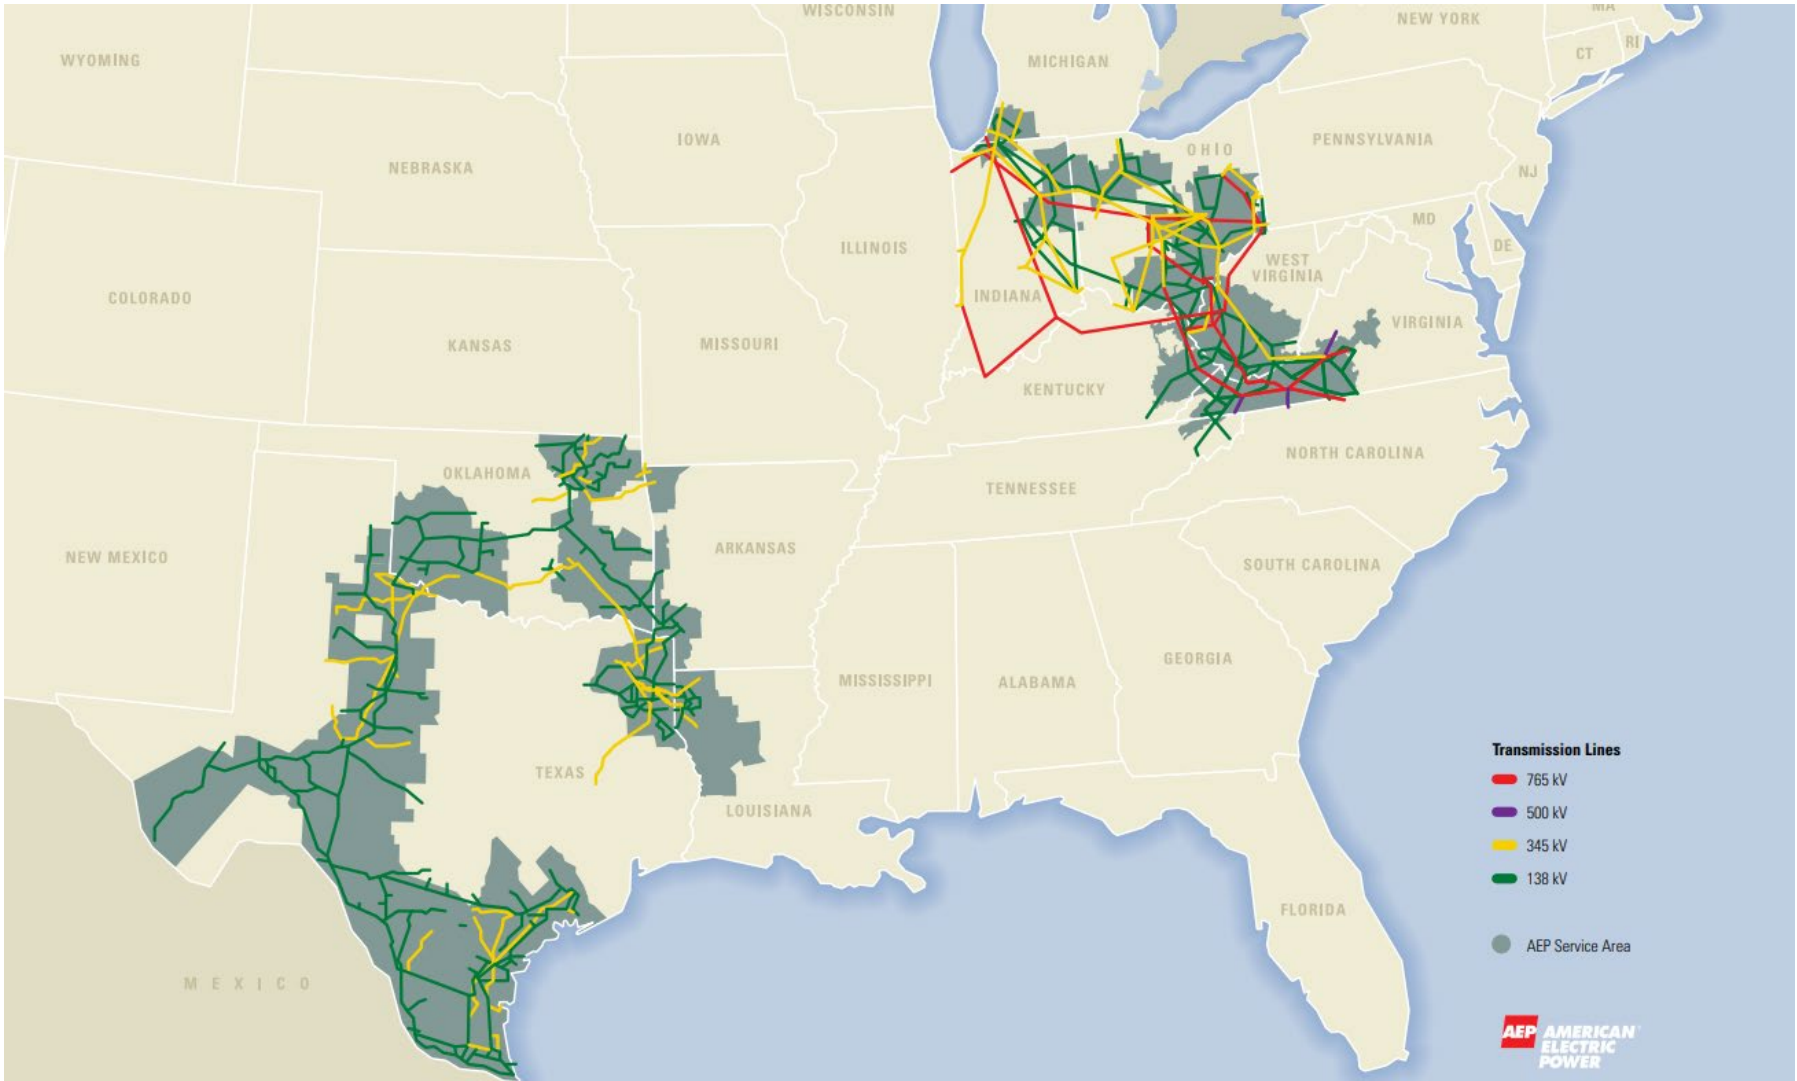 WISCONSIN
NEW YORK
MA
WYOMING
MICHIGAN
CT
RI
IOWA
OHIO
PENNSYLVANIA
NEBRASKA
NJ
MD
ILLINOIS
DE
WEST
VIRGINIA
COLORADO
INDIANA
VIRGINIA
KANSAS
MISSOURI
KENTUCKY
OKLAHOMA
NORTH CAROLINA
TENNESSEE
NEW MEXICO
ARKANSAS
SOUTH CAROLINA
GEORGIA
MISSISSIPPI
ALABAMA
TEXAS
LOUISIANA
FLORIDA
MEXICO
Transmission Lines
765 kV
500 kV
345 kV
138 kV
AEP Service Area
AEP AMERICAN
ELECTRIC
POWER